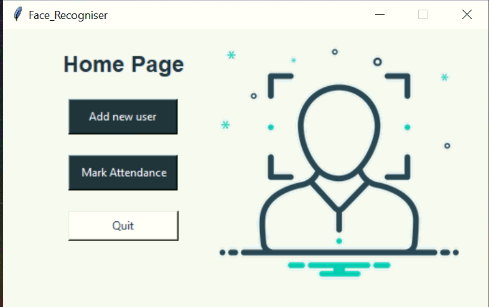 Face_Recogniser
Home Page
Add new user
Mark Attendance
Quit